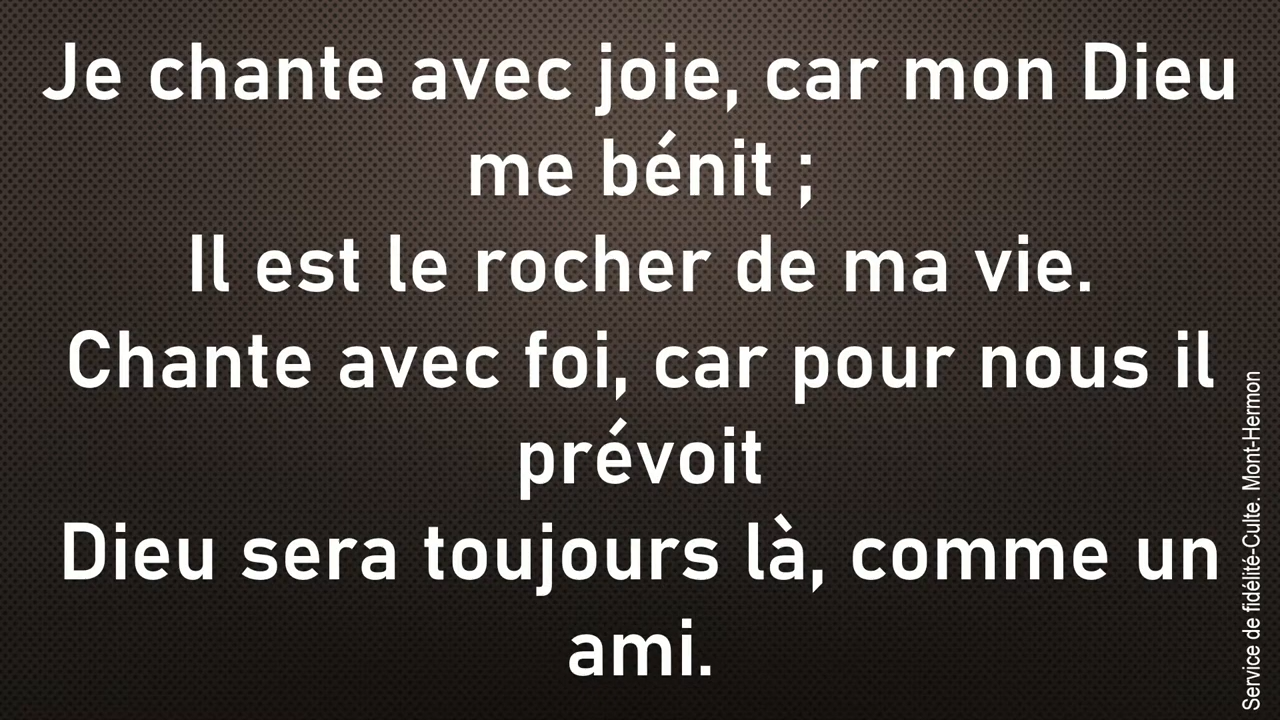 Je chante avec joie, car mon Dieu
me bénit ;
Il est le rocher de ma vie.
Chante avec foi, car pour nous il
prévoit
Dieu sera toujours là, comme un
ami.
Service de fidélité-Culte. Mont-Hermon